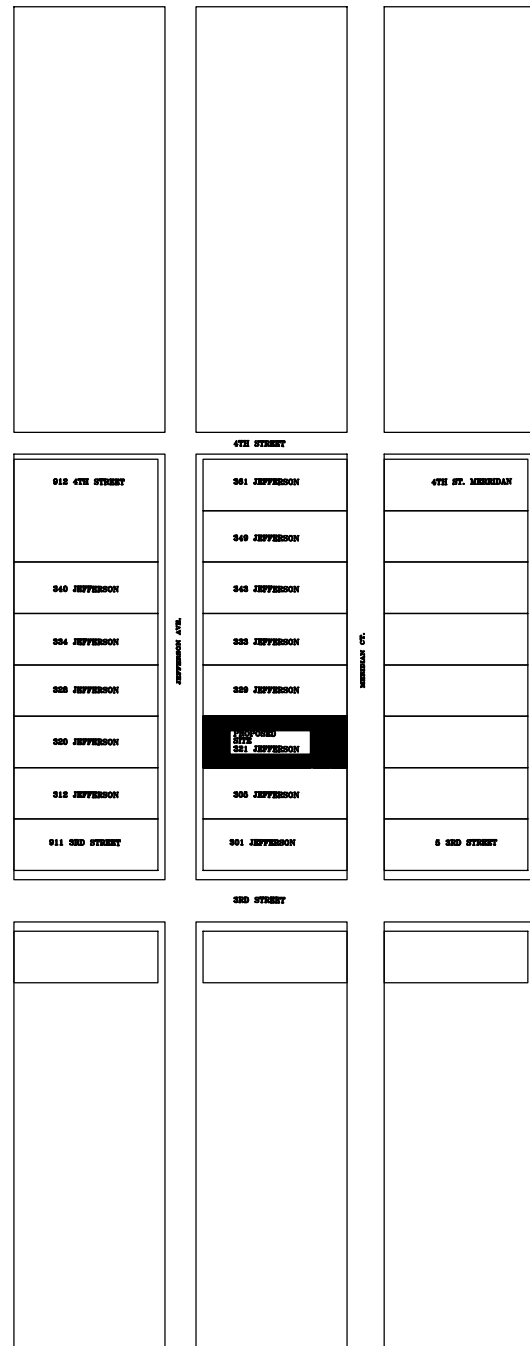 4TH STREET
912 4TH STREET
361 JEFFERSON
4TH ST. MERRIDAN
349 JEFFERSON
340 JEFFERSON
343 JEFFERSON
334 JEFFERSON
333 JEFFERSON
JEFFERSON AVE.
MERIDIAN CT.
328 JEFFERSON
329 JEFFERSON
320 JEFFERSON
PROPOSED
SITE
321 JEFFERSON
312 JEFFERSON
305 JEFFERSON
911 3RD STREET
301 JEFFERSON
5 3RD STREET
3RD STREET